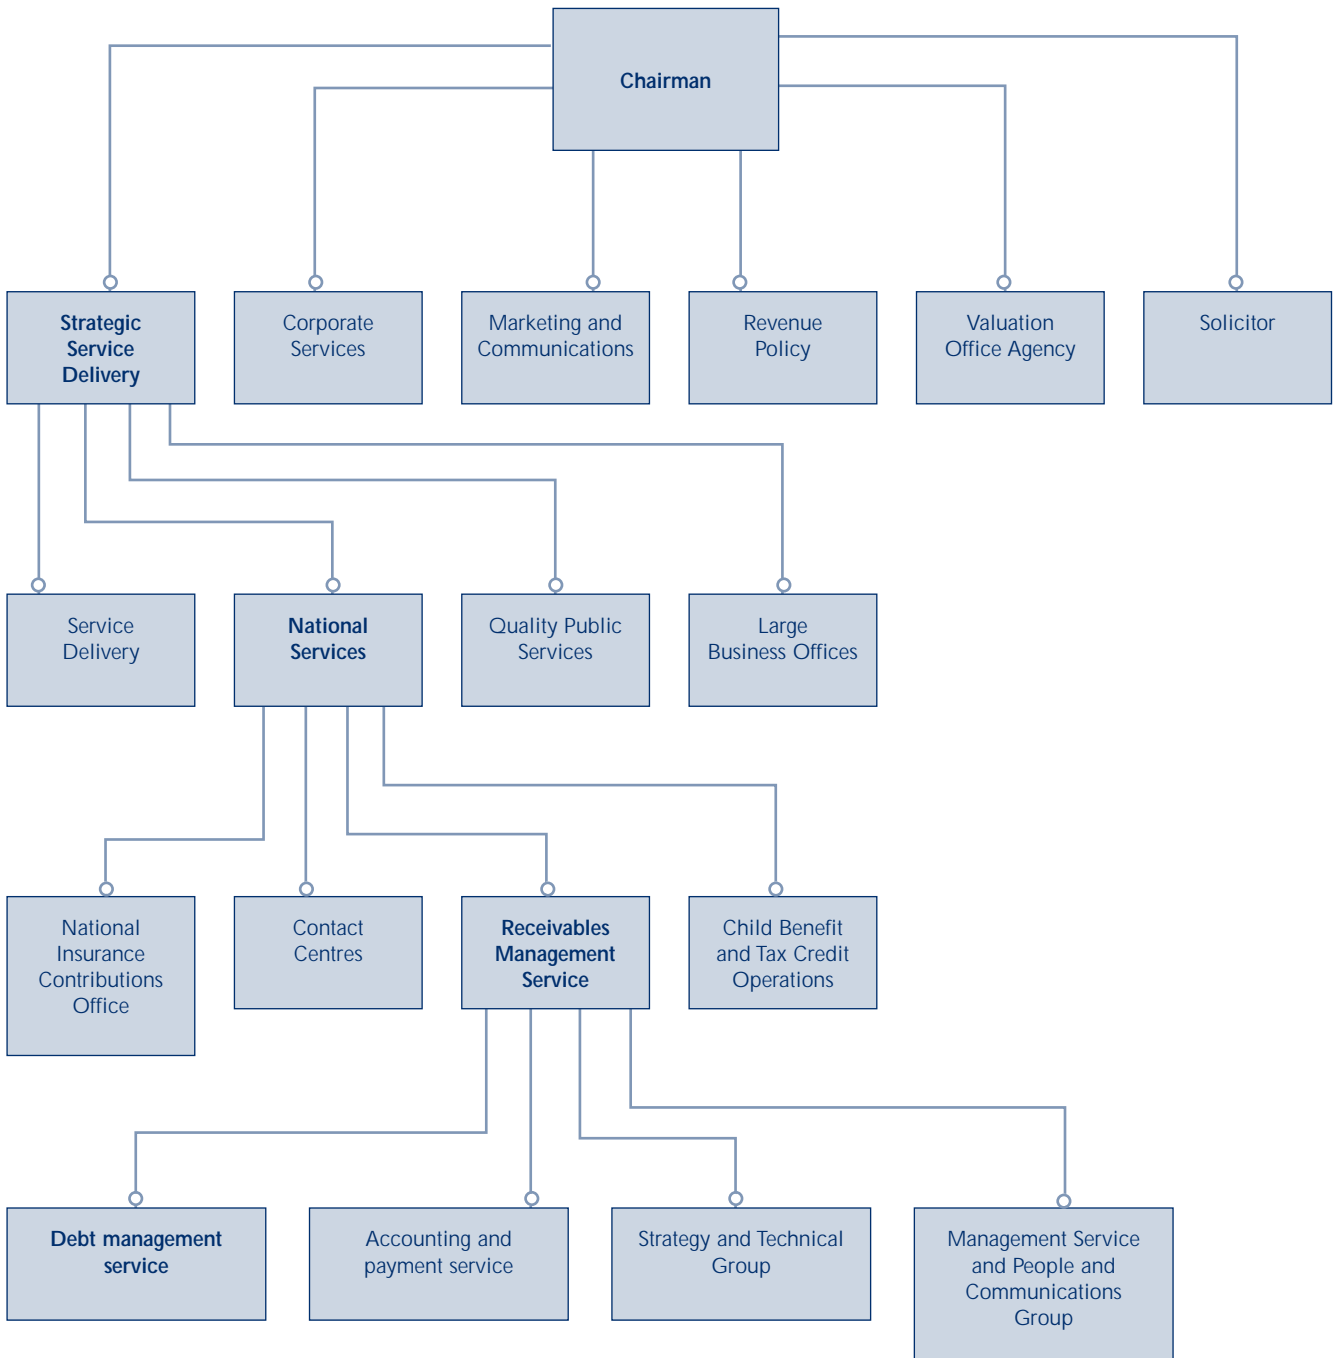 Chairman
Strategic
Service
Delivery
Corporate
Services
Marketing and
Communications
Revenue
Policy
Valuation
Office Agency
Solicitor
Service
Delivery
National
Services
Quality Public
Services
Large
Business Offices
National
Insurance
Contributions
Office
Contact
Centres
Receivables
Management
Service
Child Benefit
and Tax Credit
Operations
Debt management
service
Accounting and
payment service
Strategy and Technical
Group
Management Service
and People and
Communications
Group